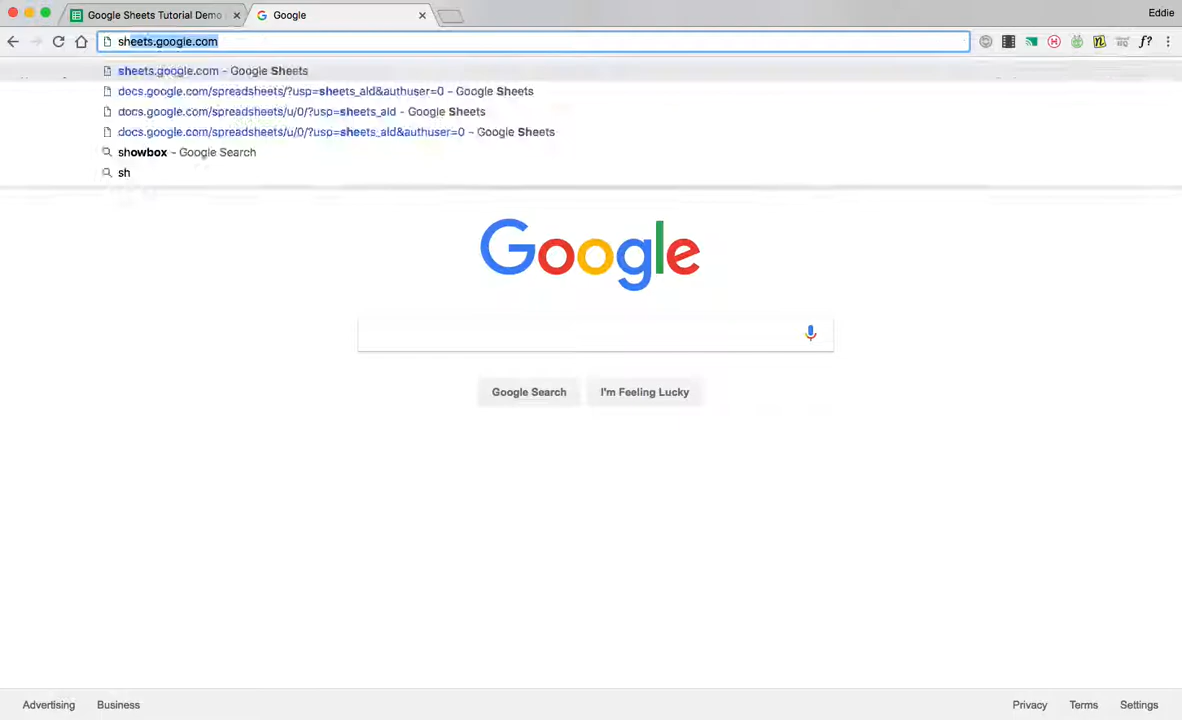 Google Sheets Tutorial Demo
Google
Eddie
sheets.google.com
f?
sheets.google.com - Google Sheets
docs.google.com/spreadsheets/?usp=sheets_ald&authuser=0 - Google Sheets
docs.google.com/spreadsheets/u/0/?usp=sheets_ald - Google Sheets
docs.google.com/spreadsheets/u/0/?usp=sheets_ald&authuser=0 - Google Sheets
showbox - Google Search
sh
Google
Google Search I'm Feeling Lucky
Advertising Business Privacy Terms Settings